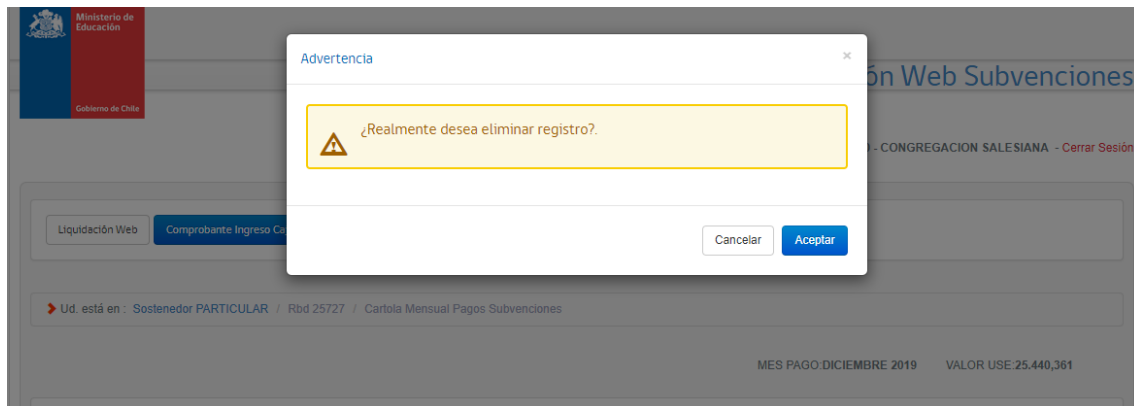 Ministerio de
Educación
Gobierno de Chile
Advertencia
×
¿Realmente desea eliminar registro?.
Cancelar
Aceptar
ón Web Subvenciones
- CONGREGACION SALESIANA - Cerrar Sesión
Liquidación Web
Comprobante Ingreso Ca
Ud. está en : Sostenedor PARTICULAR / Rbd 25727 / Cartola Mensual Pagos Subvenciones
MES PAGO:DICIEMBRE 2019 VALOR USE:25.440,361